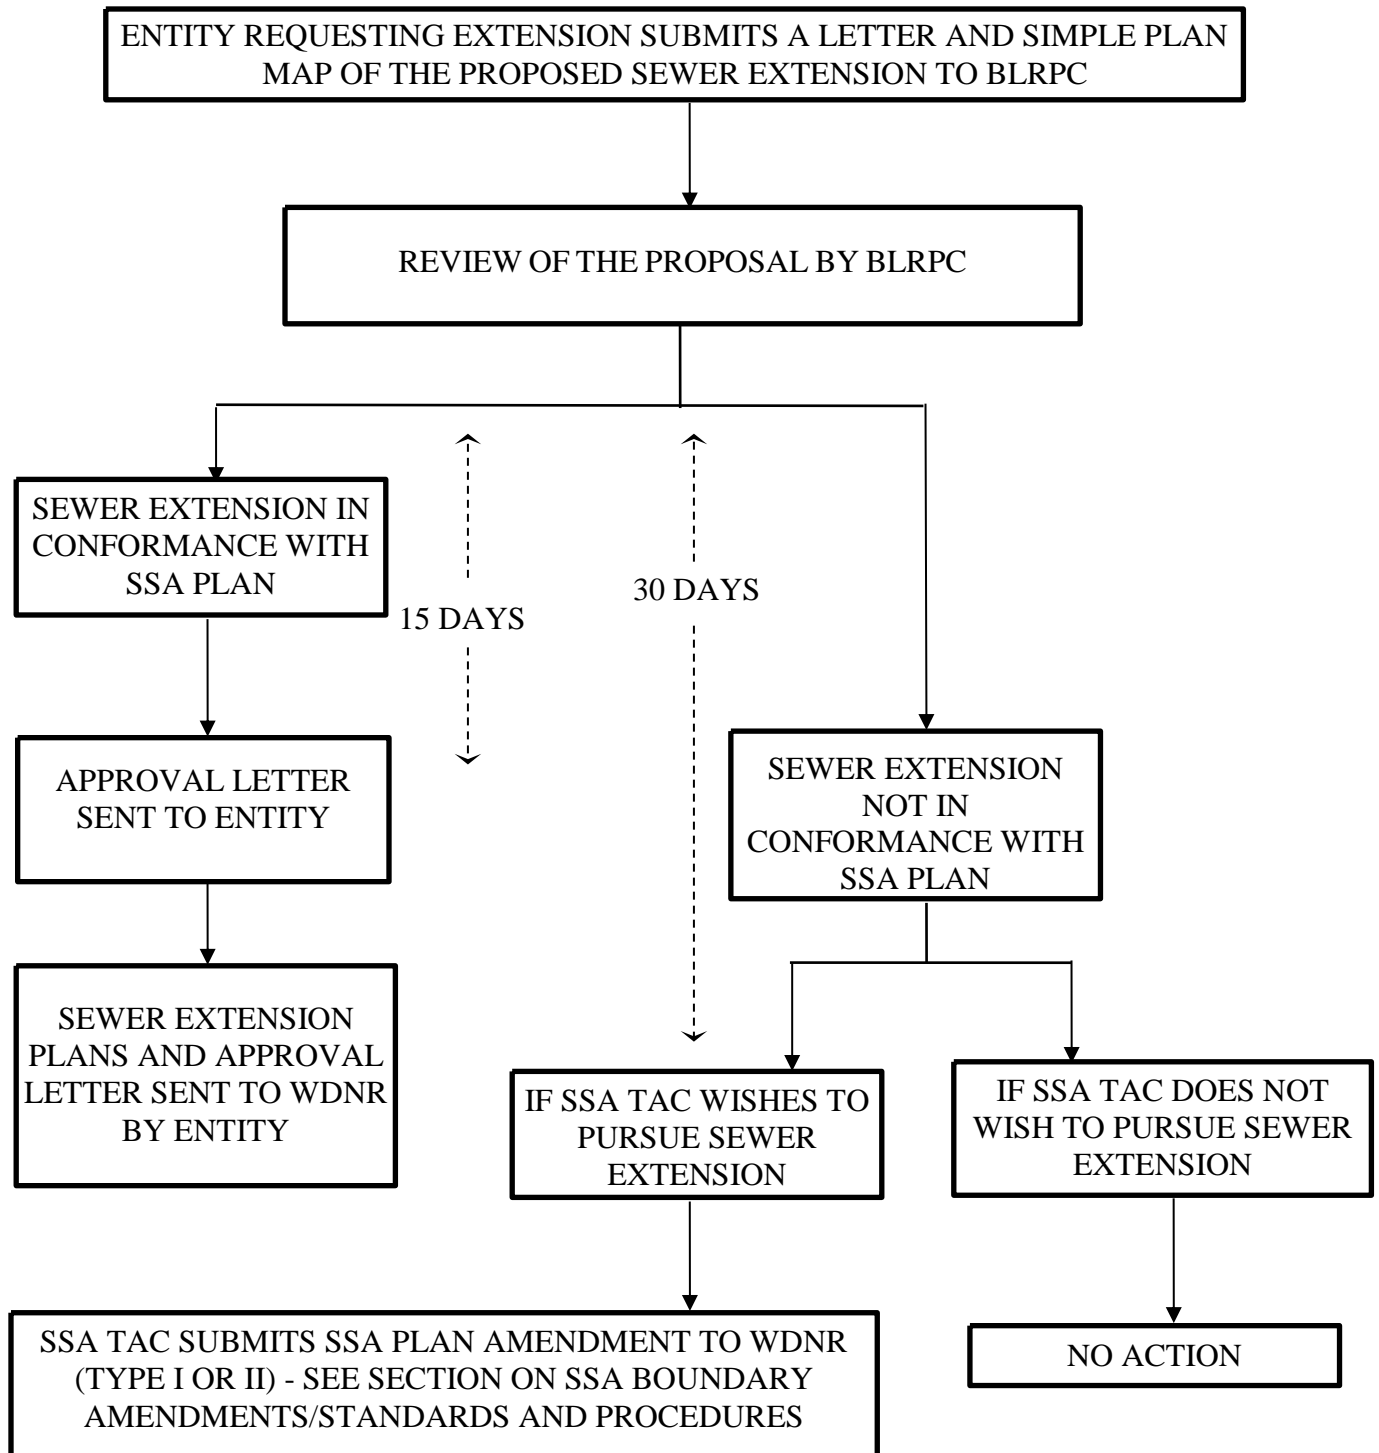 ENTITY REQUESTING EXTENSION SUBMITS A LETTER AND SIMPLE PLAN
MAP OF THE PROPOSED SEWER EXTENSION TO BLRPC
REVIEW OF THE PROPOSAL BY BLRPC
SEWER EXTENSION IN
CONFORMANCE WITH
SSA PLAN
15 DAYS
30 DAYS
APPROVAL LETTER
SENT TO ENTITY
SEWER EXTENSION
NOT IN
CONFORMANCE WITH
SSA PLAN
SEWER EXTENSION
PLANS AND APPROVAL
LETTER SENT TO WDNR
BY ENTITY
IF SSA TAC WISHES TO
PURSUE SEWER
EXTENSION
IF SSA TAC DOES NOT
WISH TO PURSUE SEWER
EXTENSION
SSA TAC SUBMITS SSA PLAN AMENDMENT TO WDNR
(TYPE I OR II) - SEE SECTION ON SSA BOUNDARY
AMENDMENTS/STANDARDS AND PROCEDURES
NO ACTION